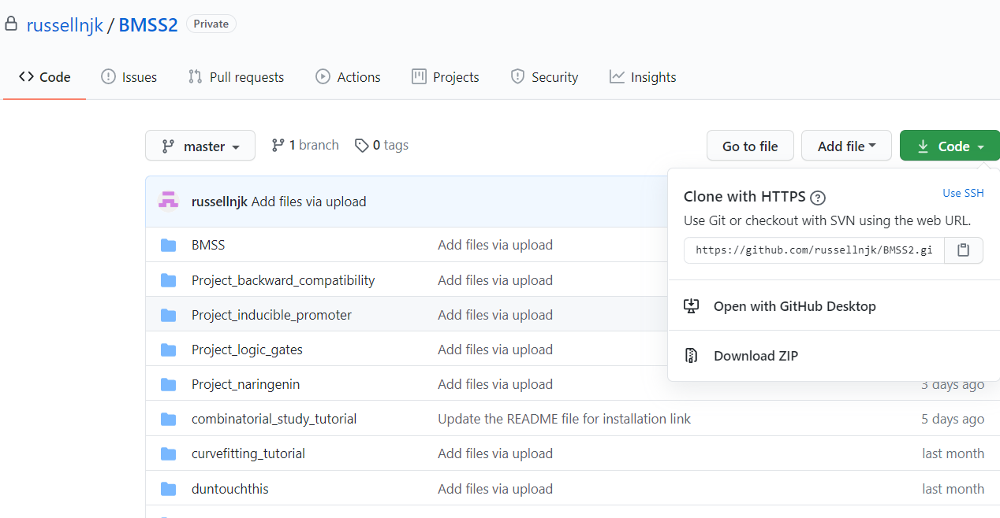 russellnjk / BMSS2 Private
Code Issues Pull requests Actions Projects Security Insights
master 1 branch 0 tags Go to file Add file Code
russellnjk Add files via upload
Clone with HTTPS ? Use SSH
Use Git or checkout with SVN using the web URL.
https://github.com/russellnjk/BMSS2.gi
Open with GitHub Desktop
Download ZIP
BMSS Add files via upload
Project_backward_compatibility Add files via upload
Project_inducible_promoter Add files via upload
Project_logic_gates Add files via upload
Project_naringenin Add files via upload 3 days ago
combinatorial_study_tutorial Update the README file for installation link 5 days ago
curvefitting_tutorial Add files via upload last month
duntouchthis Add files via upload last month